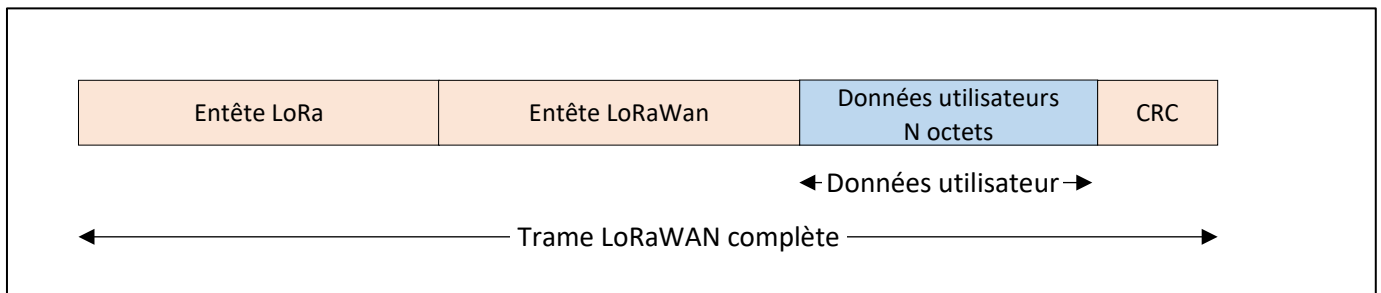 Entête LoRa
Entête LoRaWan
Données utilisateurs
N octets
CRC
Données utilisateur
Trame LoRaWAN complète